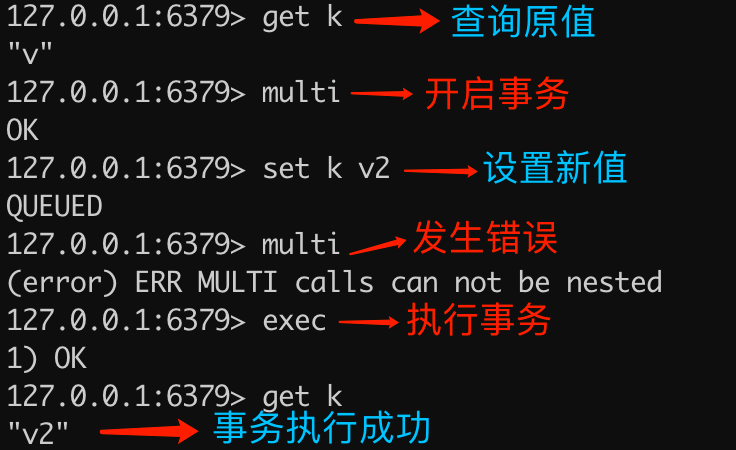 127.0.0.1:6379> get k 查询原值
"v"
127.0.0.1:6379> multi 开启事务
OK
127.0.0.1:6379> set k v2 设置新值
QUEUED
127.0.0.1:6379> multi 发生错误
(error) ERR MULTI calls can not be nested
127.0.0.1:6379> exec 执行事务
1) OK
127.0.0.1:6379> get k
"v2" 事务执行成功